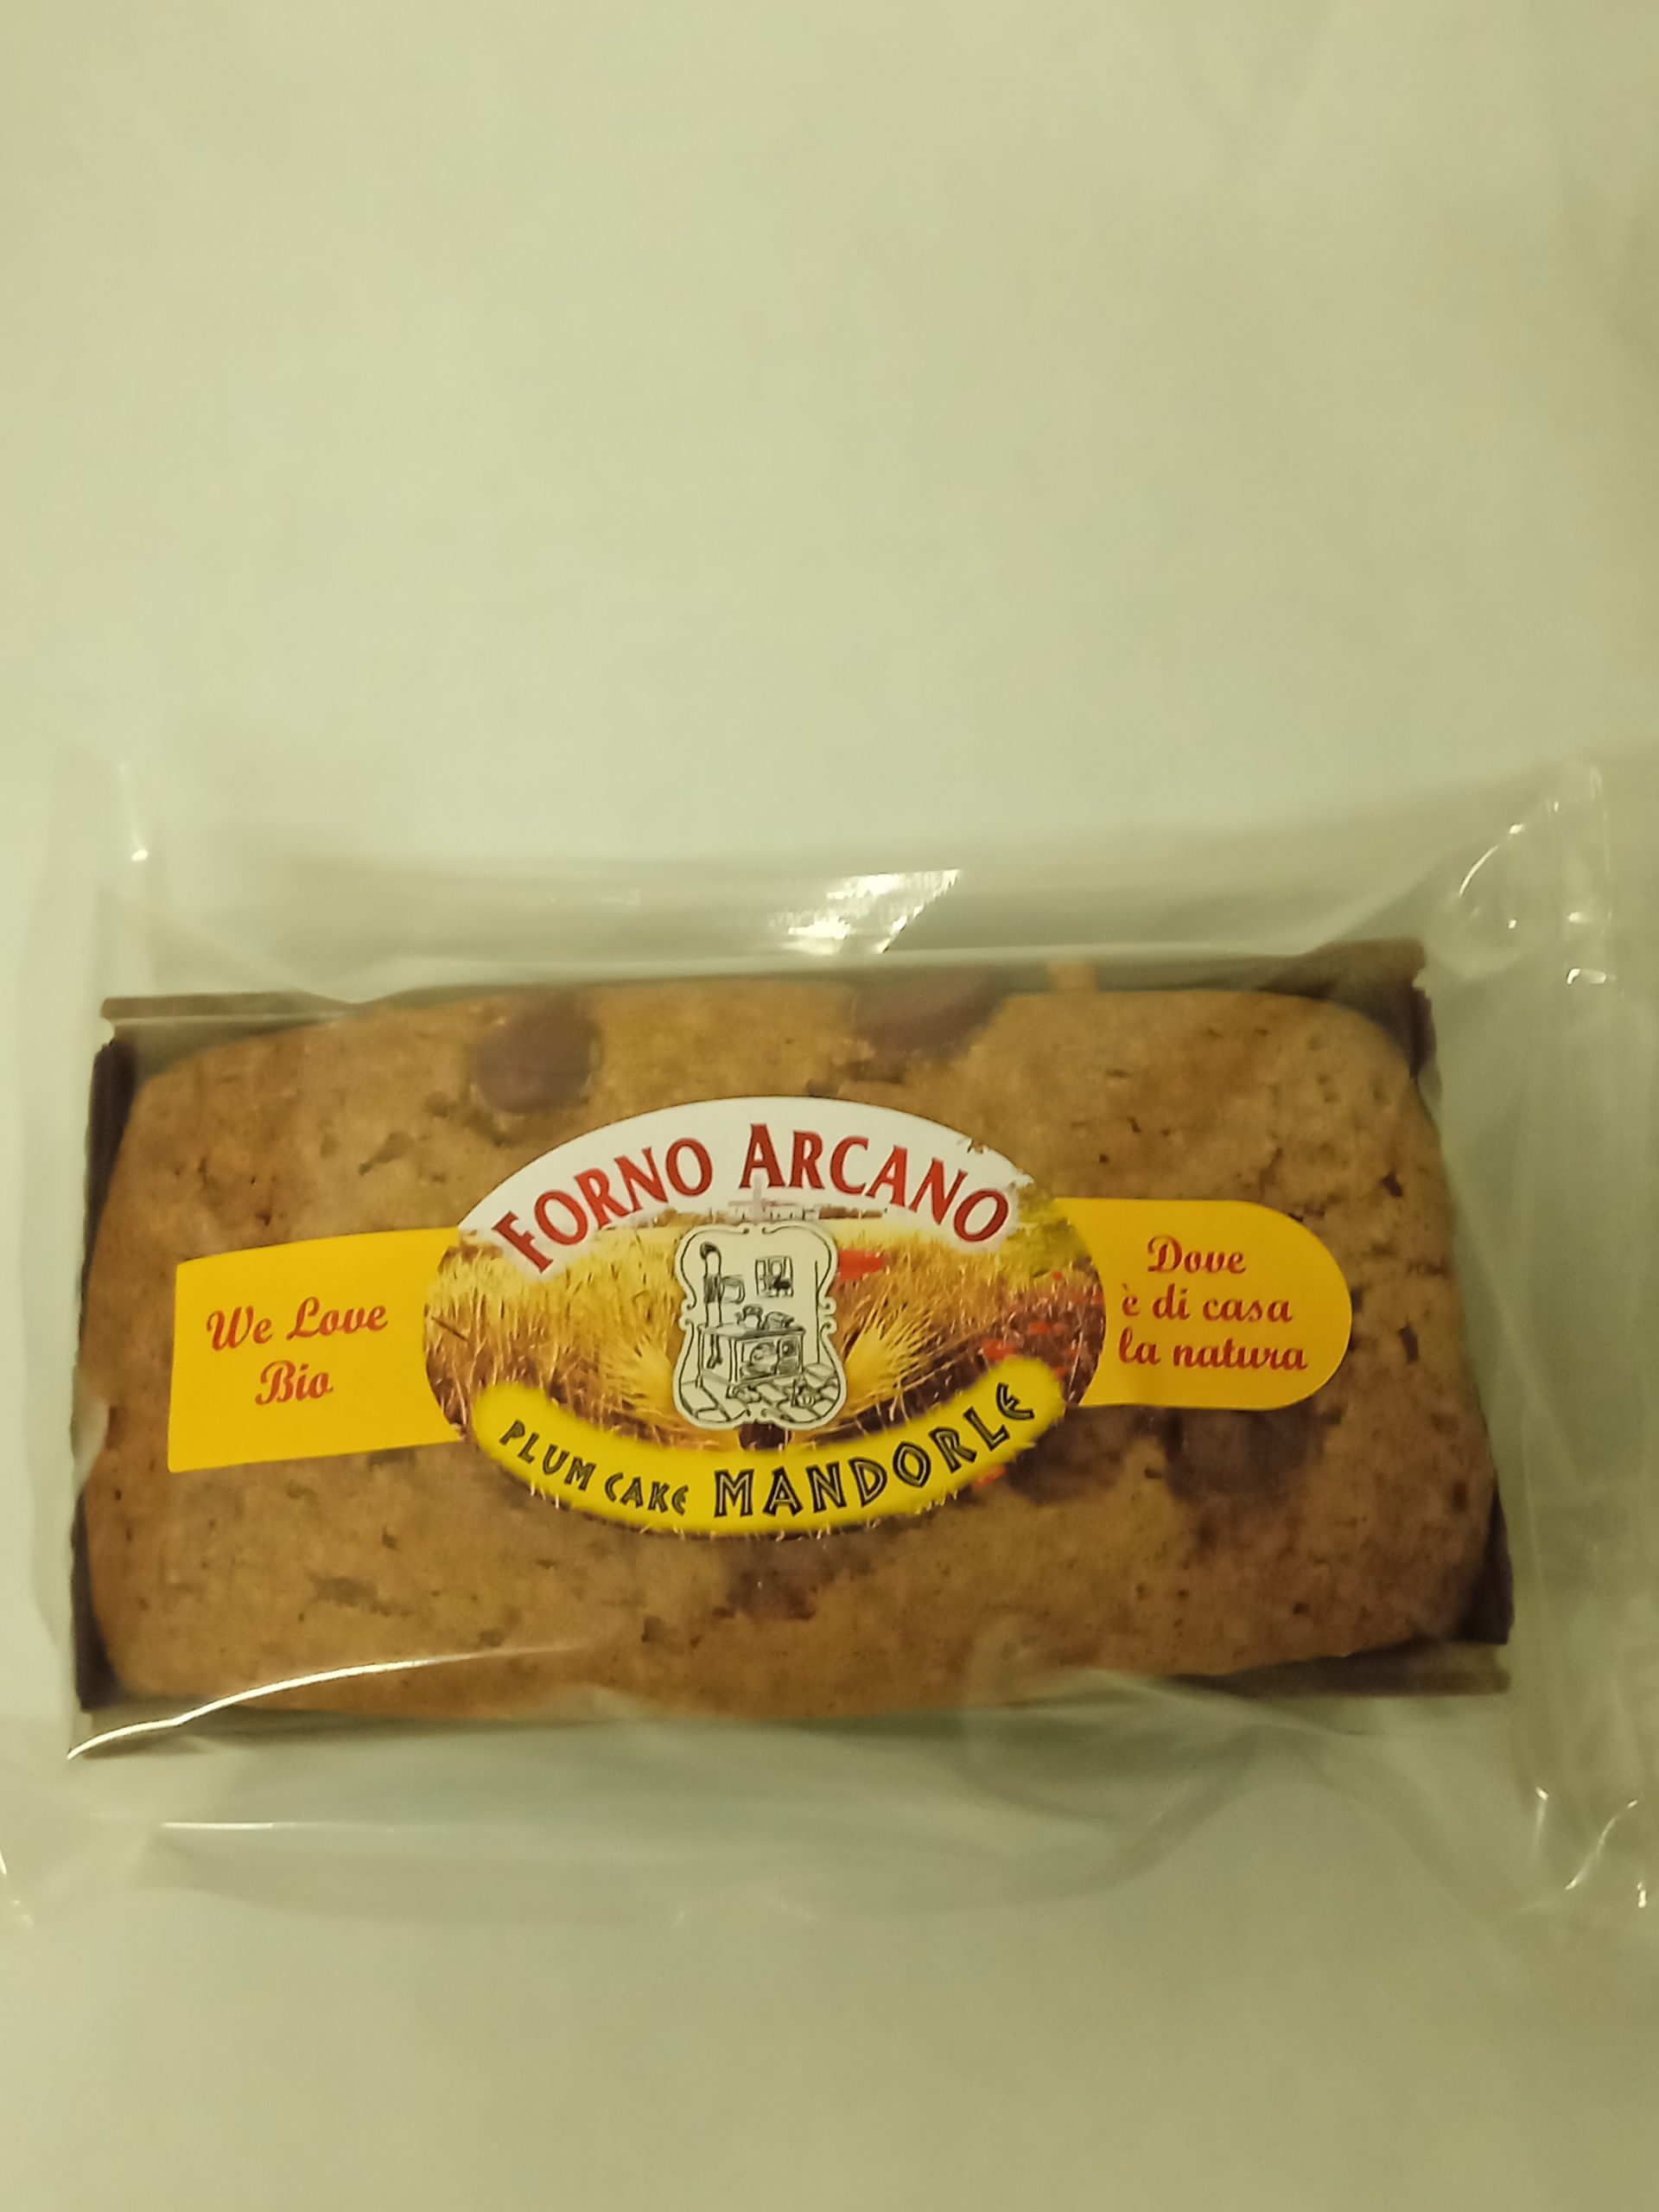 FORNO ARCANO
We Love
Bio
Dove
è di casa
la natura
PLUM CAKE MANDORLE